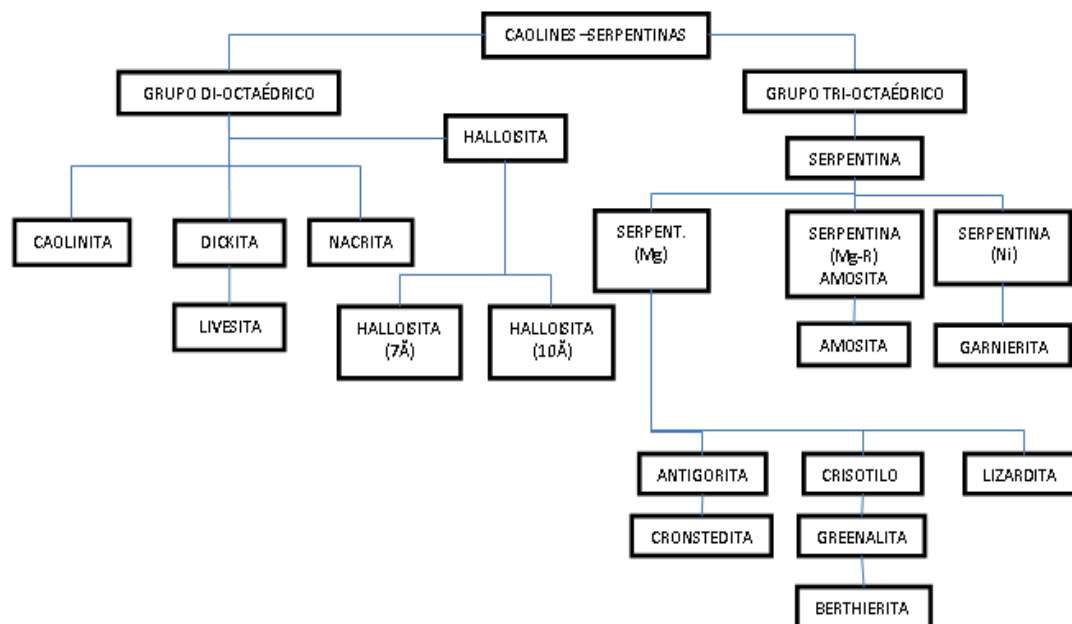 CAOLINES –SERPENTINAS
GRUPO DI-OCTAÉDRICO
GRUPO TRI-OCTAÉDRICO
HALLOISITA
SERPENTINA
CAOLINITA
DICKITA
NACRITA
SERPENT.
(Mg)
SERPENTINA
(Mg-R)
AMOSITA
SERPENTINA
(Ni)
LIVESITA
HALLOISITA
(7Å)
HALLOISITA
(10Å)
AMOSITA
GARNIERITA
ANTIGORITA
CRISOTILO
LIZARDITA
CRONSTEDITA
GREENALITA
BERTHIERITA